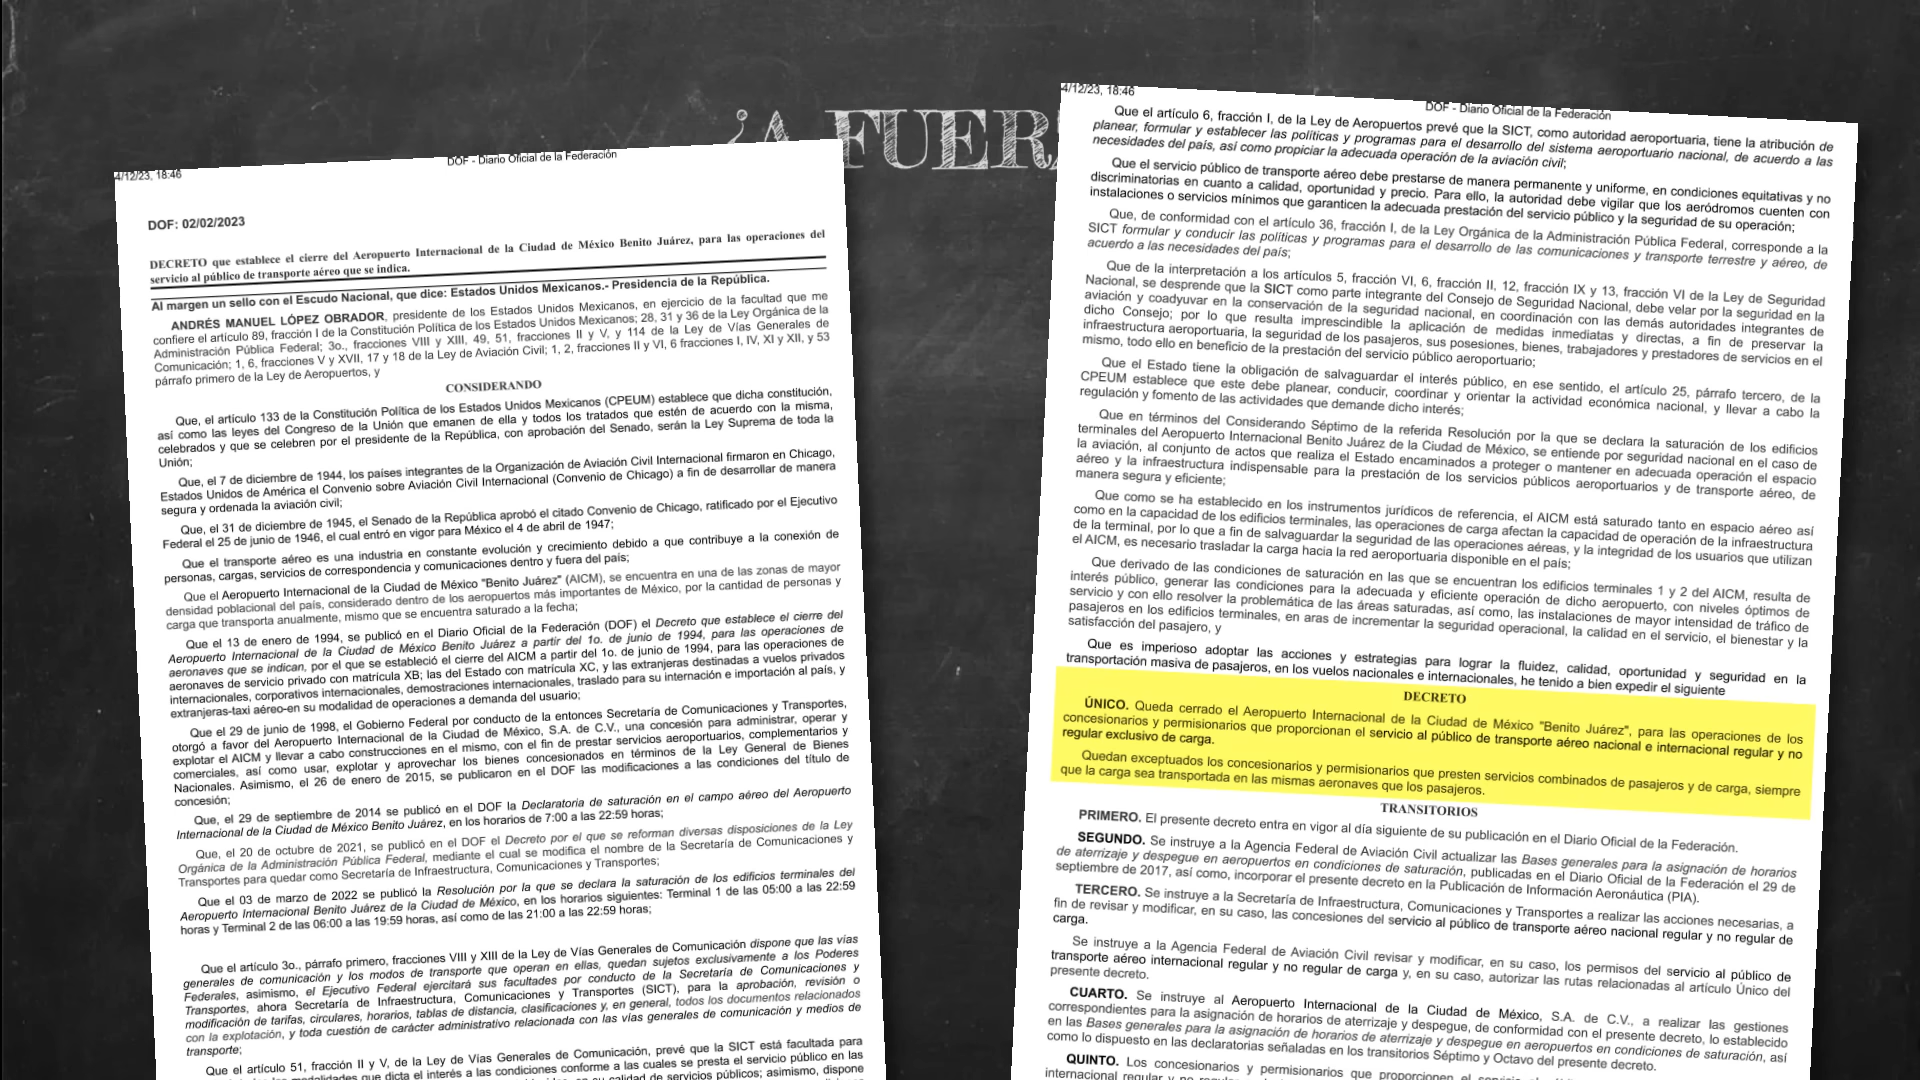 ¿A FUER
4/12/23, 18:46
DOF - Diario Oficial de la Federación
DOF: 02/02/2023
DECRETO que establece el cierre del Aeropuerto Internacional de la Ciudad de México Benito Juárez, para las operaciones del
servicio al público de transporte aéreo que se indica.
Al margen un sello con el Escudo Nacional, que dice: Estados Unidos Mexicanos.- Presidencia de la República.
ANDRÉS MANUEL LÓPEZ OBRADOR, presidente de los Estados Unidos Mexicanos, en ejercicio de la facultad que me
confiere el artículo 89, fracción I de la Constitución Política de los Estados Unidos Mexicanos; 28, 31 y 36 de la Ley Orgánica de la
Administración Pública Federal; 3o., fracciones VIII y XIII, 49, 51, fracciones II y V, y 114 de la Ley de Vías Generales de
Comunicación; 1, 6, fracciones V y XVII, 17 y 18 de la Ley de Aviación Civil; 1, 2, fracciones II y VI, 6 fracciones I, IV, XI y XII, y 53
párrafo primero de la Ley de Aeropuertos, y
CONSIDERANDO
Que, el artículo 133 de la Constitución Política de los Estados Unidos Mexicanos (CPEUM) establece que dicha constitución,
así como las leyes del Congreso de la Unión que emanen de ella y todos los tratados que estén de acuerdo con la misma,
celebrados y que se celebren por el presidente de la República, con aprobación del Senado, serán la Ley Suprema de toda la
Unión;
Que, el 7 de diciembre de 1944, los países integrantes de la Organización de Aviación Civil Internacional firmaron en Chicago,
Estados Unidos de América el Convenio sobre Aviación Civil Internacional (Convenio de Chicago) a fin de desarrollar de manera
segura y ordenada la aviación civil;
Que, el 31 de diciembre de 1945, el Senado de la República aprobó el citado Convenio de Chicago, ratificado por el Ejecutivo
Federal el 25 de junio de 1946, el cual entró en vigor para México el 4 de abril de 1947;
Que el transporte aéreo es una industria en constante evolución y crecimiento debido a que contribuye a la conexión de
personas, cargas, servicios de correspondencia y comunicaciones dentro y fuera del país;
Que el Aeropuerto Internacional de la Ciudad de México "Benito Juárez" (AICM), se encuentra en una de las zonas de mayor
densidad poblacional del país, considerado dentro de los aeropuertos más importantes de México, por la cantidad de personas y
carga que transporta anualmente, mismo que se encuentra saturado a la fecha;
Que el 13 de enero de 1994, se publicó en el Diario Oficial de la Federación (DOF) el Decreto que establece el cierre del
Aeropuerto Internacional de la Ciudad de México Benito Juárez a partir del 1o. de junio de 1994, para las operaciones de
aeronaves que se indican, por el que se estableció el cierre del AICM a partir del 1o. de junio de 1994, para las operaciones de
aeronaves de servicio privado con matrícula XB; las del Estado con matrícula XC, y las extranjeras destinadas a vuelos privados
internacionales, corporativos internacionales, demostraciones internacionales, traslado para su internación e importación al país, y
extranjeras-taxi aéreo-en su modalidad de operaciones a demanda del usuario;
Que el 29 de junio de 1998, el Gobierno Federal por conducto de la entonces Secretaría de Comunicaciones y Transportes,
otorgó a favor del Aeropuerto Internacional de la Ciudad de México, S.A. de C.V., una concesión para administrar, operar y
explotar el AICM y llevar a cabo construcciones en el mismo, con el fin de prestar servicios aeroportuarios, complementarios y
comerciales, así como usar, explotar y aprovechar los bienes concesionados en términos de la Ley General de Bienes
Nacionales. Asimismo, el 26 de enero de 2015, se publicaron en el DOF las modificaciones a las condiciones del título de
concesión;
Que, el 29 de septiembre de 2014 se publicó en el DOF la Declaratoria de saturación en el campo aéreo del Aeropuerto
Internacional de la Ciudad de México Benito Juárez, en los horarios de 7:00 a las 22:59 horas;
Que, el 20 de octubre de 2021, se publicó en el DOF el Decreto por el que se reforman diversas disposiciones de la Ley
Orgánica de la Administración Pública Federal, mediante el cual se modifica el nombre de la Secretaría de Comunicaciones y
Transportes para quedar como Secretaría de Infraestructura, Comunicaciones y Transportes;
Que el 03 de marzo de 2022 se publicó la Resolución por la que se declara la saturación de los edificios terminales del
Aeropuerto Internacional Benito Juárez de la Ciudad de México, en los horarios siguientes: Terminal 1 de las 05:00 a las 22:59
horas y Terminal 2 de las 06:00 a las 19:59 horas, así como de las 21:00 a las 22:59 horas;
Que el artículo 3o., párrafo primero, fracciones VIII y XIII de la Ley de Vías Generales de Comunicación dispone que las vías
generales de comunicación y los modos de transporte que operan en ellas, quedan sujetos exclusivamente a los Poderes
Federales, asimismo, el Ejecutivo Federal ejercitará sus facultades por conducto de la Secretaría de Comunicaciones y
Transportes, ahora Secretaría de Infraestructura, Comunicaciones y Transportes (SICT), para la aprobación, revisión o
modificación de tarifas, circulares, horarios, tablas de distancia, clasificaciones y, en general, todos los documentos relacionados
con la explotación, y toda cuestión de carácter administrativo relacionada con las vías generales de comunicación y medios de
transporte;
Que el artículo 51, fracción II y V, de la Ley de Vías Generales de Comunicación, prevé que la SICT está facultada para
que dicta el interés a las condiciones conforme a las cuales se presta el servicio público en las
calidad de servicios públicos; asimismo, dispone
4/12/23, 18:46
DOF - Diario Oficial de la Federación
Que el artículo 6, fracción I, de la Ley de Aeropuertos prevé que la SICT, como autoridad aeroportuaria, tiene la atribución de
planear, formular y establecer las políticas y programas para el desarrollo del sistema aeroportuario nacional, de acuerdo a las
necesidades del país, así como propiciar la adecuada operación de la aviación civil;
Que el servicio público de transporte aéreo debe prestarse de manera permanente y uniforme, en condiciones equitativas y no
discriminatorias en cuanto a calidad, oportunidad y precio. Para ello, la autoridad debe vigilar que los aeródromos cuenten con
instalaciones o servicios mínimos que garanticen la adecuada prestación del servicio público y la seguridad de su operación;
Que, de conformidad con el artículo 36, fracción I, de la Ley Orgánica de la Administración Pública Federal, corresponde a la
SICT formular y conducir las políticas y programas para el desarrollo de las comunicaciones y transporte terrestre y aéreo, de
acuerdo a las necesidades del país;
Que de la interpretación a los artículos 5, fracción VI, 6, fracción II, 12, fracción IX y 13, fracción VI de la Ley de Seguridad
Nacional, se desprende que la SICT como parte integrante del Consejo de Seguridad Nacional, debe velar por la seguridad en la
aviación y coadyuvar en la conservación de la seguridad nacional, en coordinación con las demás autoridades integrantes de
dicho Consejo; por lo que resulta imprescindible la aplicación de medidas inmediatas y directas, a fin de preservar la
infraestructura aeroportuaria, la seguridad de los pasajeros, sus posesiones, bienes, trabajadores y prestadores de servicios en el
mismo, todo ello en beneficio de la prestación del servicio público aeroportuario;
Que el Estado tiene la obligación de salvaguardar el interés público, en ese sentido, el artículo 25, párrafo tercero, de la
CPEUM establece que este debe planear, conducir, coordinar y orientar la actividad económica nacional, y llevar a cabo la
regulación y fomento de las actividades que demande dicho interés;
Que en términos del Considerando Séptimo de la referida Resolución por la que se declara la saturación de los edificios
terminales del Aeropuerto Internacional Benito Juárez de la Ciudad de México, se entiende por seguridad nacional en el caso de
la aviación, al conjunto de actos que realiza el Estado encaminados a proteger o mantener en adecuada operación el espacio
aéreo y la infraestructura indispensable para la prestación de los servicios públicos aeroportuarios y de transporte aéreo, de
manera segura y eficiente;
Que como se ha establecido en los instrumentos jurídicos de referencia, el AICM está saturado tanto en espacio aéreo así
como en la capacidad de los edificios terminales, las operaciones de carga afectan la capacidad de operación de la infraestructura
de la terminal, por lo que a fin de salvaguardar la seguridad de las operaciones aéreas, y la integridad de los usuarios que utilizan
el AICM, es necesario trasladar la carga hacia la red aeroportuaria disponible en el país;
Que derivado de las condiciones de saturación en las que se encuentran los edificios terminales 1 y 2 del AICM, resulta de
interés público, generar las condiciones para la adecuada y eficiente operación de dicho aeropuerto, con niveles óptimos de
servicio y con ello resolver la problemática de las áreas saturadas, así como, las instalaciones de mayor intensidad de tráfico de
pasajeros en los edificios terminales, en aras de incrementar la seguridad operacional, la calidad en el servicio, el bienestar y la
satisfacción del pasajero, y
Que es imperioso adoptar las acciones y estrategias para lograr la fluidez, calidad, oportunidad y seguridad en la
transportación masiva de pasajeros, en los vuelos nacionales e internacionales, he tenido a bien expedir el siguiente
DECRETO
ÚNICO. Queda cerrado el Aeropuerto Internacional de la Ciudad de México "Benito Juárez", para las operaciones de los
concesionarios y permisionarios que proporcionan el servicio al público de transporte aéreo nacional e internacional regular y no
regular exclusivo de carga.
Quedan exceptuados los concesionarios y permisionarios que presten servicios combinados de pasajeros y de carga, siempre
que la carga sea transportada en las mismas aeronaves que los pasajeros.
TRANSITORIOS
PRIMERO. El presente decreto entra en vigor al día siguiente de su publicación en el Diario Oficial de la Federación.
SEGUNDO. Se instruye a la Agencia Federal de Aviación Civil actualizar las Bases generales para la asignación de horarios
de aterrizaje y despegue en aeropuertos en condiciones de saturación, publicadas en el Diario Oficial de la Federación el 29 de
septiembre de 2017, así como, incorporar el presente decreto en la Publicación de Información Aeronáutica (PIA).
TERCERO. Se instruye a la Secretaría de Infraestructura, Comunicaciones y Transportes a realizar las acciones necesarias, a
fin de revisar y modificar, en su caso, las concesiones del servicio al público de transporte aéreo nacional regular y no regular de
carga.
Se instruye a la Agencia Federal de Aviación Civil revisar y modificar, en su caso, los permisos del servicio al público de
transporte aéreo internacional regular y no regular de carga y, en su caso, autorizar las rutas relacionadas al artículo Único del
presente decreto.
CUARTO. Se instruye al Aeropuerto Internacional de la Ciudad de México, S.A. de C.V., a realizar las gestiones
correspondientes para la asignación de horarios de aterrizaje y despegue, de conformidad con el presente decreto, lo establecido
en las Bases generales para la asignación de horarios de aterrizaje y despegue en aeropuertos en condiciones de saturación, así
como lo dispuesto en las declaratorias señaladas en los transitorios Séptimo y Octavo del presente decreto.
QUINTO. Los concesionarios y permisionarios que proporcionen el servicio
internacional regular y no regular